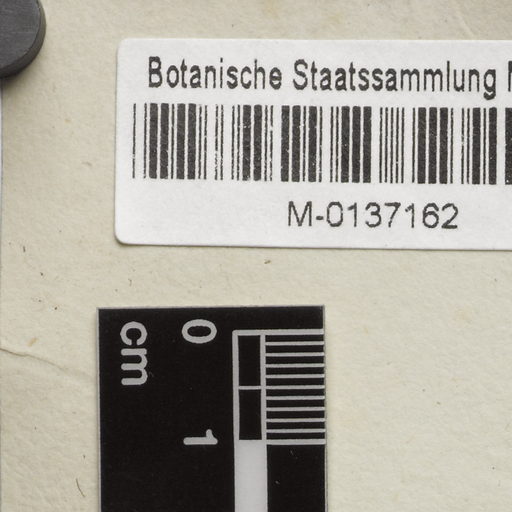 Botanische Staatssammlung
M-0137162
cm
0
1